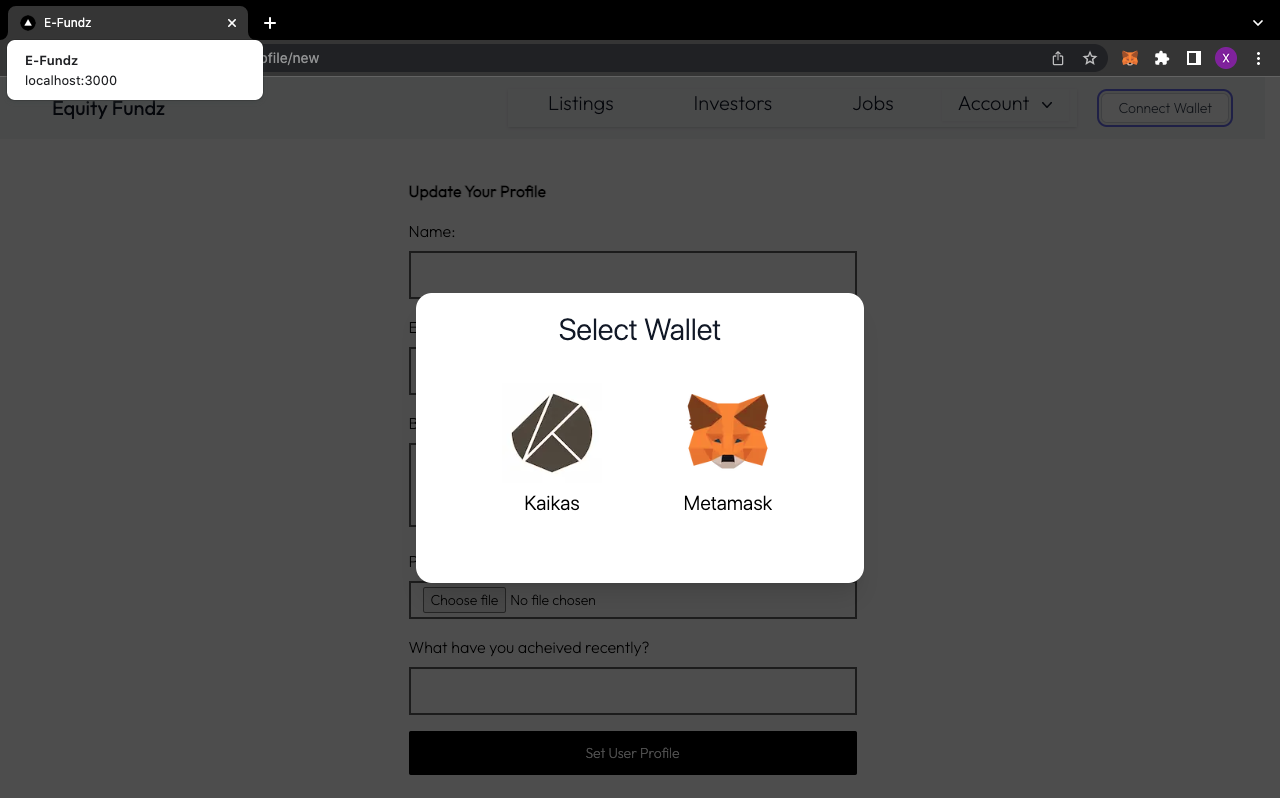 E-Fundz
E-Fundz
localhost:3000
ofile/new
X
Equity Fundz
Listings
Investors
Jobs
Account
Connect Wallet
Update Your Profile
Name:
Select Wallet
Kaikas
Metamask
Choose file No file chosen
What have you acheived recently?
Set User Profile